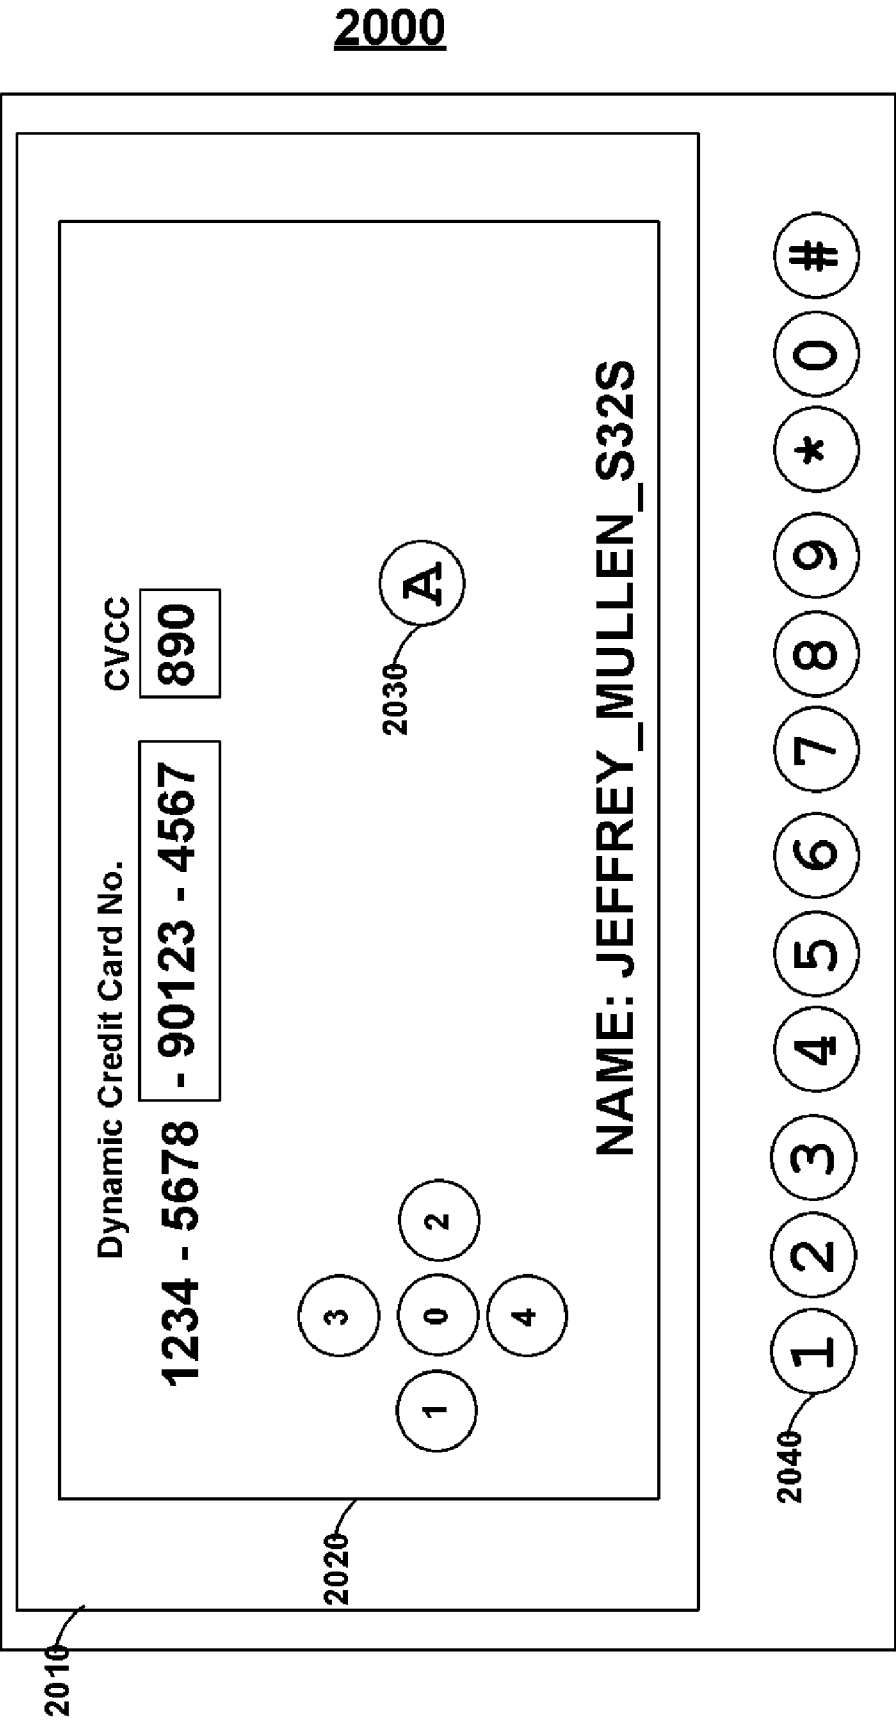 2000
2010
2020
Dynamic Credit Card No.
CVCC
1234 - 5678 - 90123 - 4567
890
3
1
0
2
4
2030
A
NAME: JEFFREY_MULLEN_S32S
2040
1 2 3 4 5 6 7 8 9 * 0 #